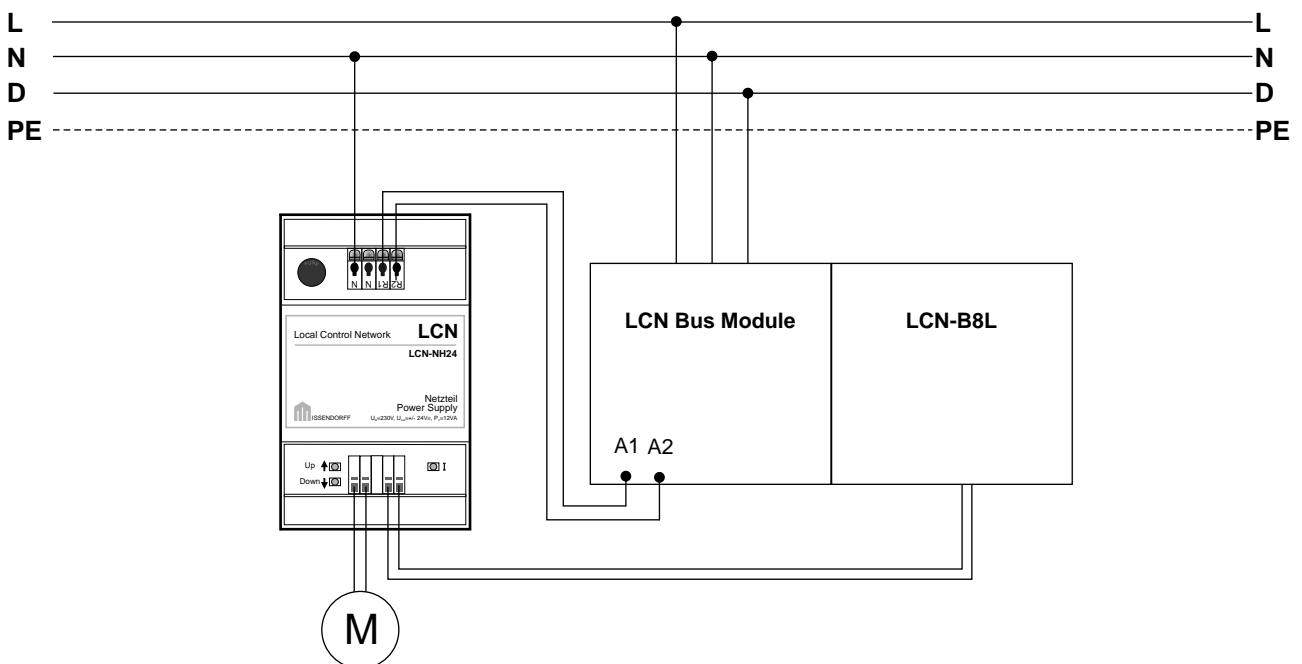 L L
N N
D D
PE PE
N N R1 R2
Local Control Network LCN
LCN-NH24
Netzteil
Power Supply
ISSENDORFF
LCN Bus Module LCN-B8L
A1 A2
Up I
Down
M